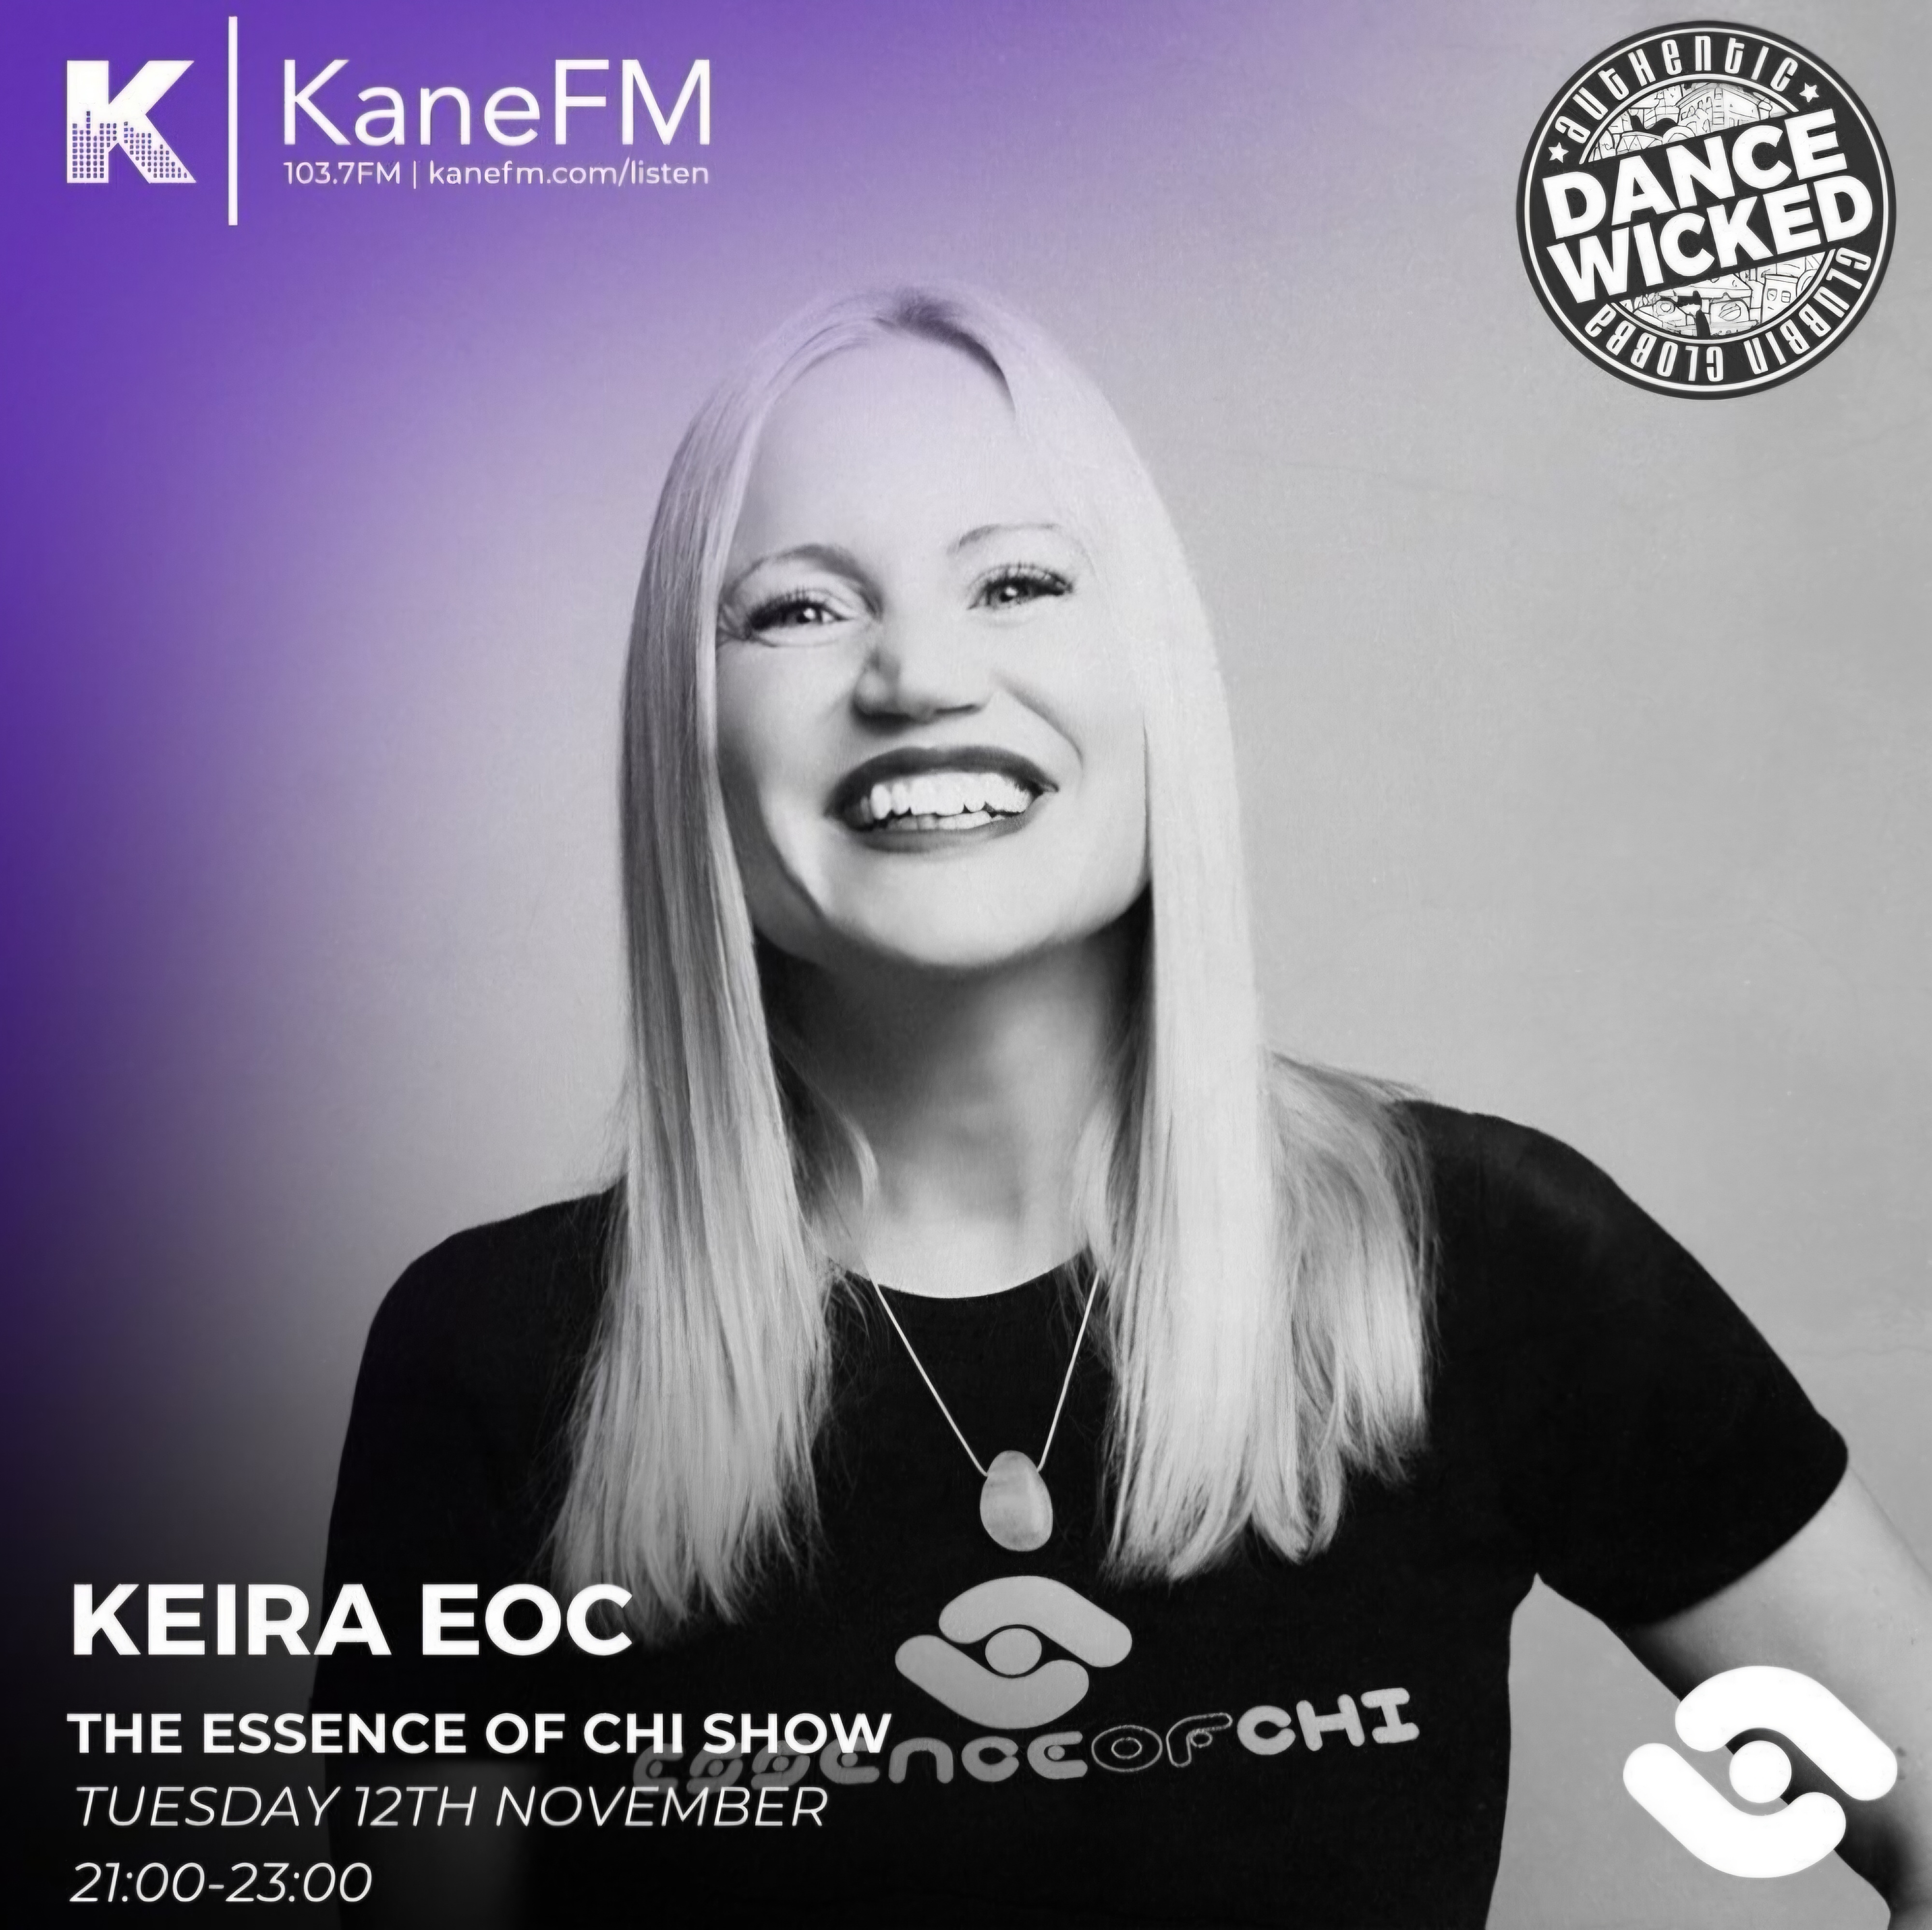 K
KaneFM
103.7FM | kanefm.com/listen
authentic
DANCE
WICKED
CLUBBIN CLOBBA
KEIRA EOC
THE ESSENCE OF CHI SHOW
ESSENCEOFCHI
TUESDAY 12TH NOVEMBER
21:00-23:00